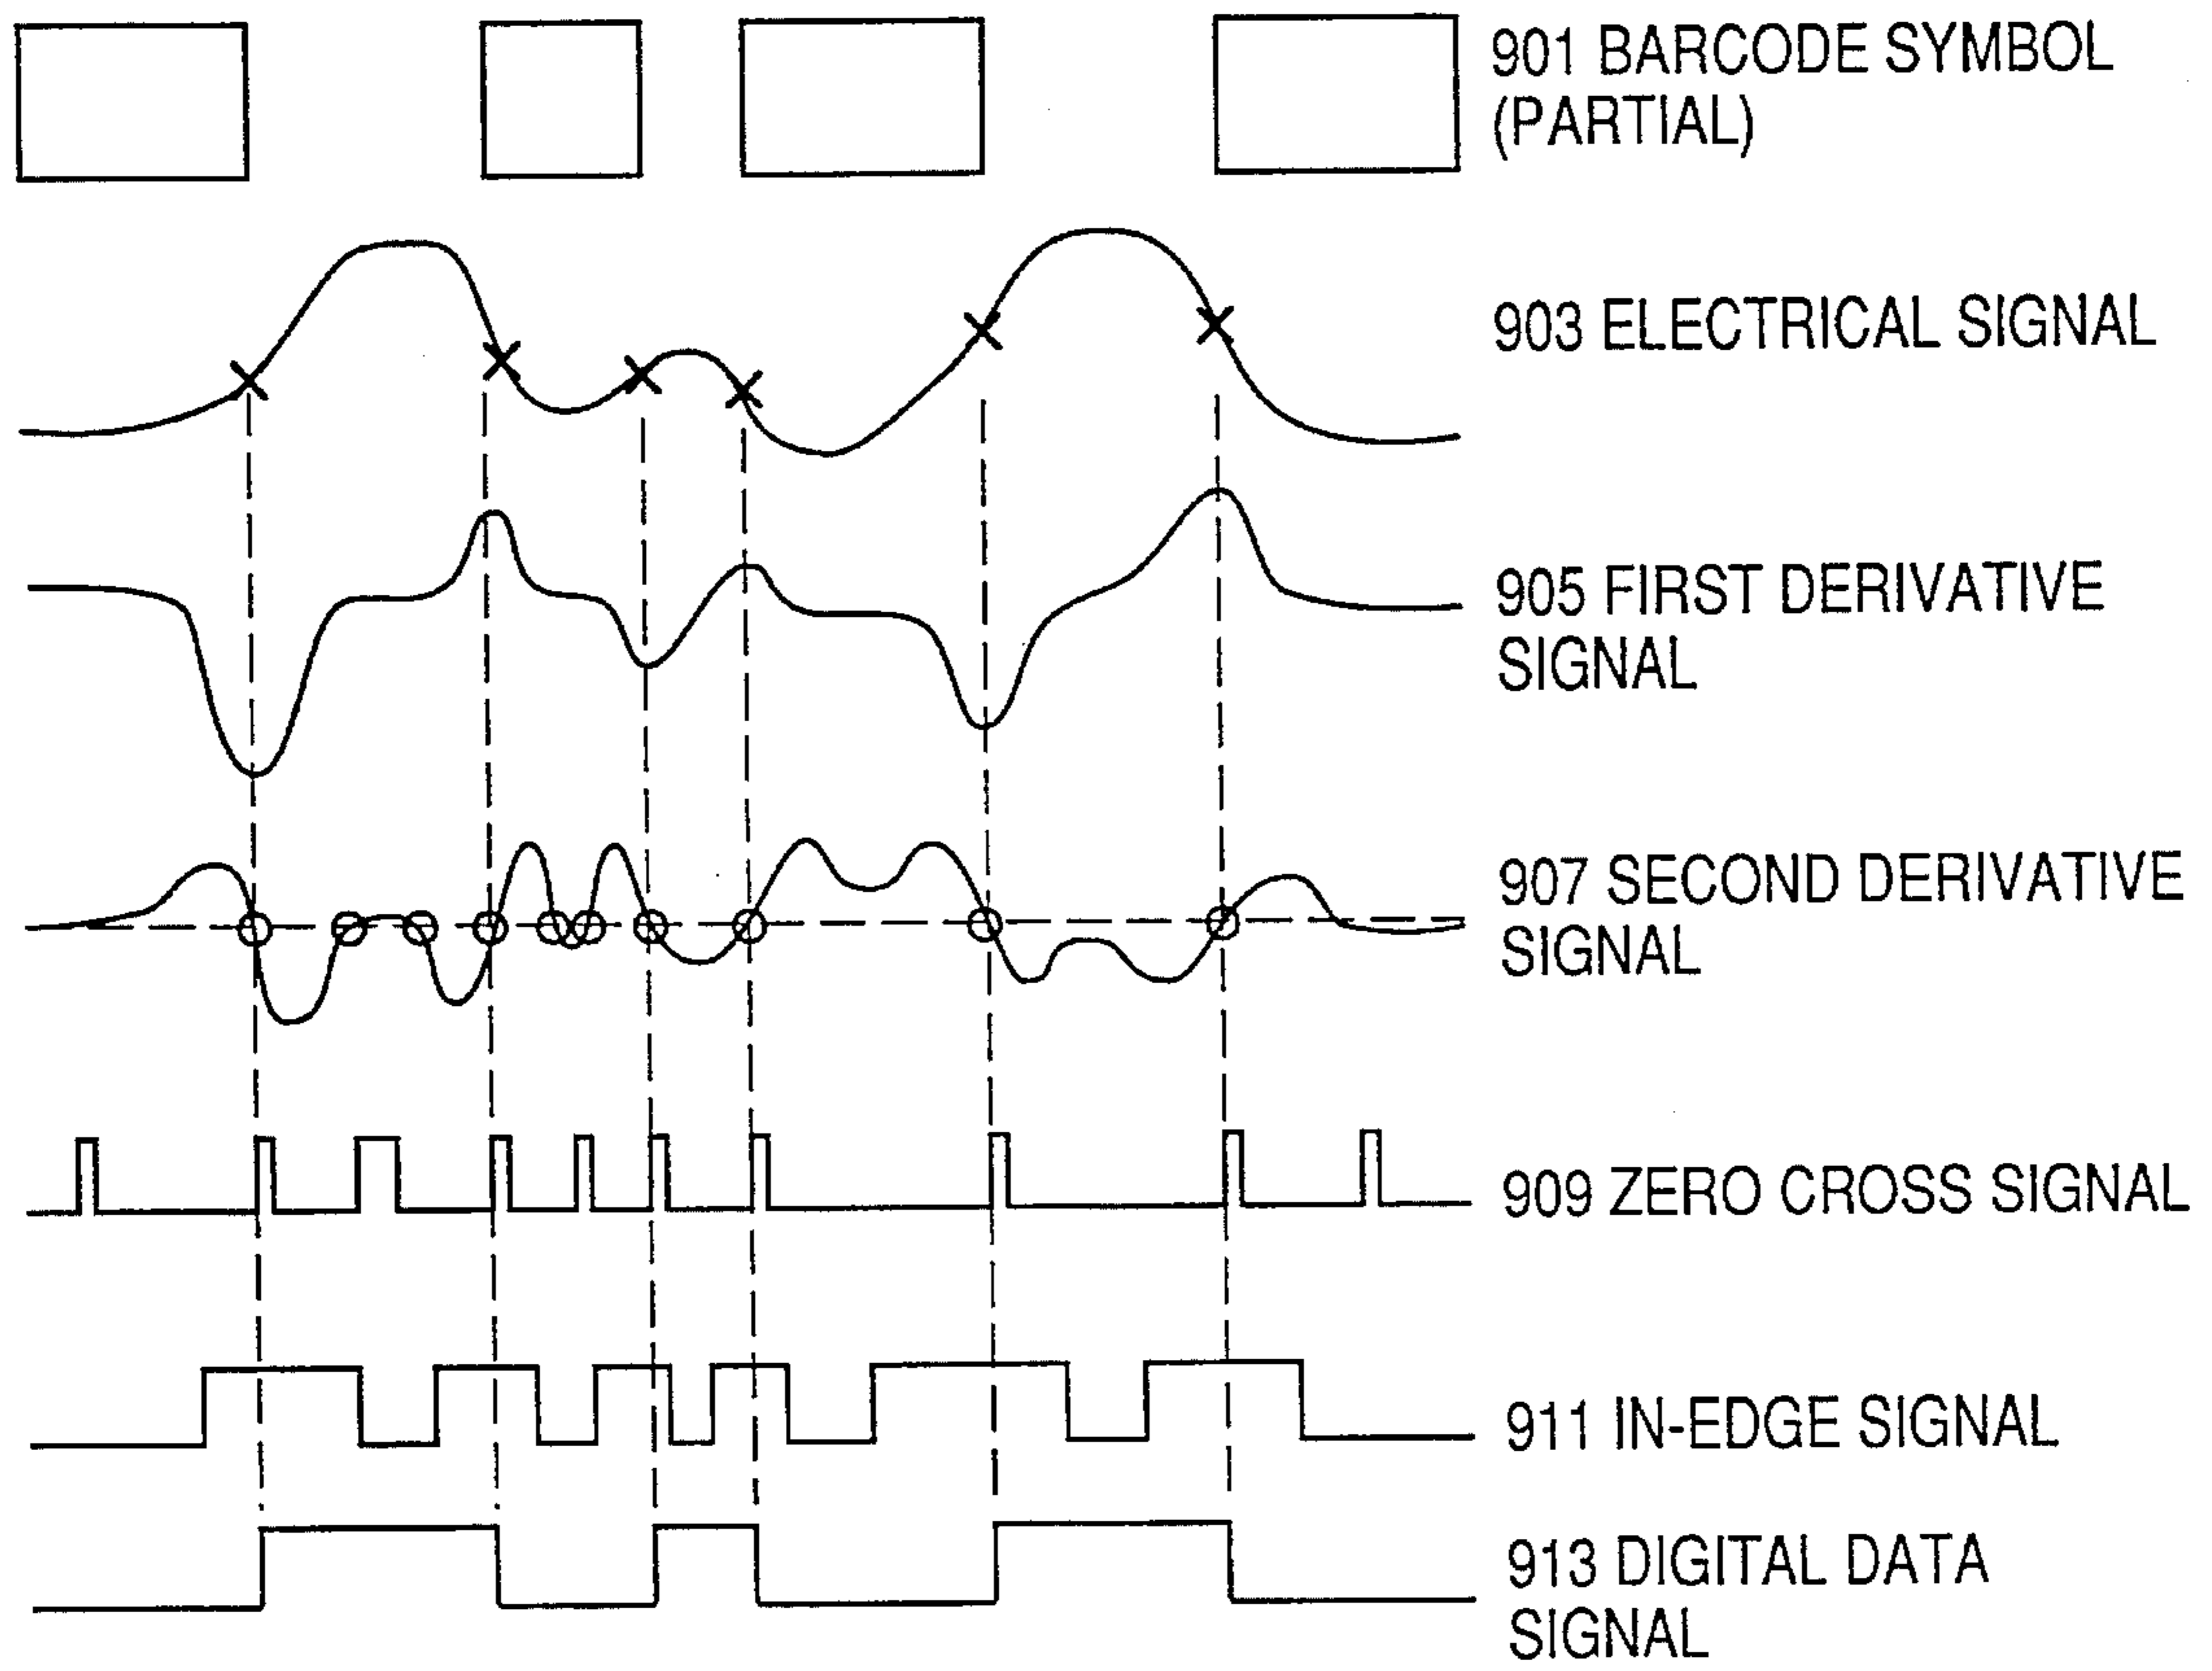 901 BARCODE SYMBOL
(PARTIAL)
903 ELECTRICAL SIGNAL
905 FIRST DERIVATIVE
SIGNAL
907 SECOND DERIVATIVE
SIGNAL
909 ZERO CROSS SIGNAL
911 IN-EDGE SIGNAL
913 DIGITAL DATA
SIGNAL